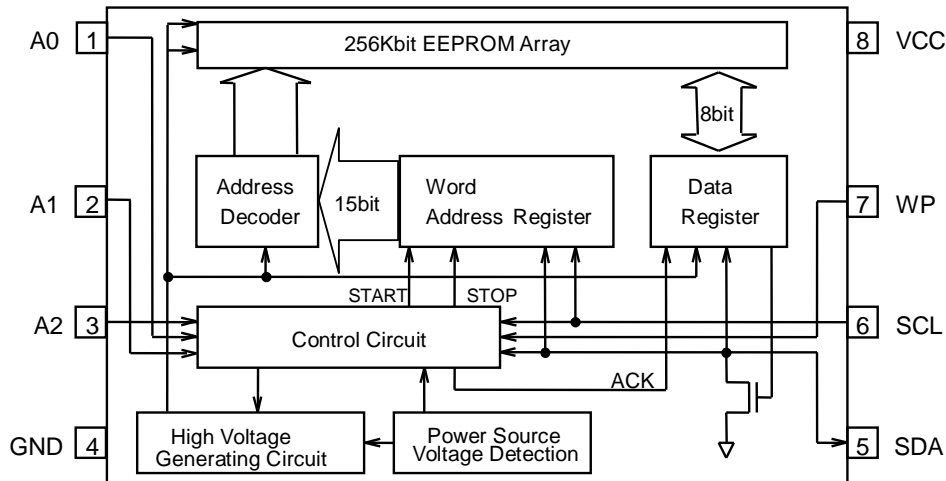 A0 1
256Kbit EEPROM Array
8 VCC
8bit
A1 2
Address
Decoder
15bit
Word
Address Register
Data
Register
7 WP
START
STOP
A2 3
Control Circuit
6 SCL
ACK
GND 4
High Voltage
Generating Circuit
Power Source
Voltage Detection
5 SDA